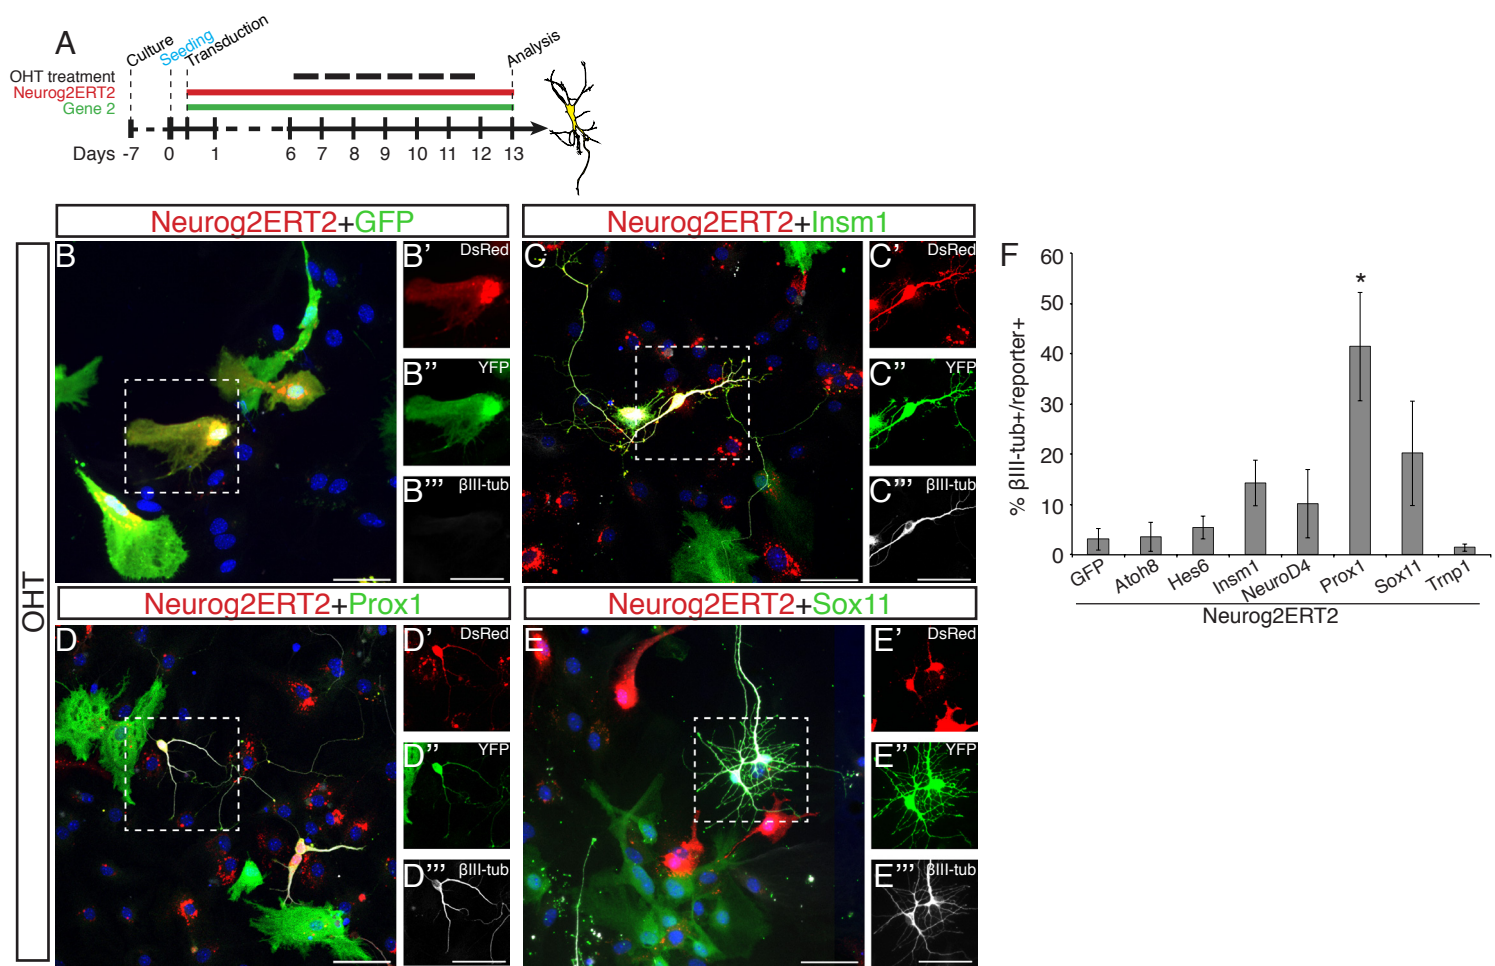 A
Culture
Seeding
Transduction
Analysis
OHT treatment
Neurog2ERT2
Gene 2
Days -7 0 1 6 7 8 9 10 11 12 13
OHT
Neurog2ERT2+GFP
B
B' DsRed
B'' YFP
B''' βIII-tub
Neurog2ERT2+Insm1
C
C' DsRed
C'' YFP
C''' βIII-tub
Neurog2ERT2+Prox1
D
D' DsRed
D'' YFP
D''' βIII-tub
Neurog2ERT2+Sox11
E
E' DsRed
E'' YFP
E''' βIII-tub
F
% βIII-tub+/reporter+
60
50
40
30
20
10
0
*
GFP Atoh8 Hes6 Insm1 NeuroD4 Prox1 Sox11 Trnp1
Neurog2ERT2